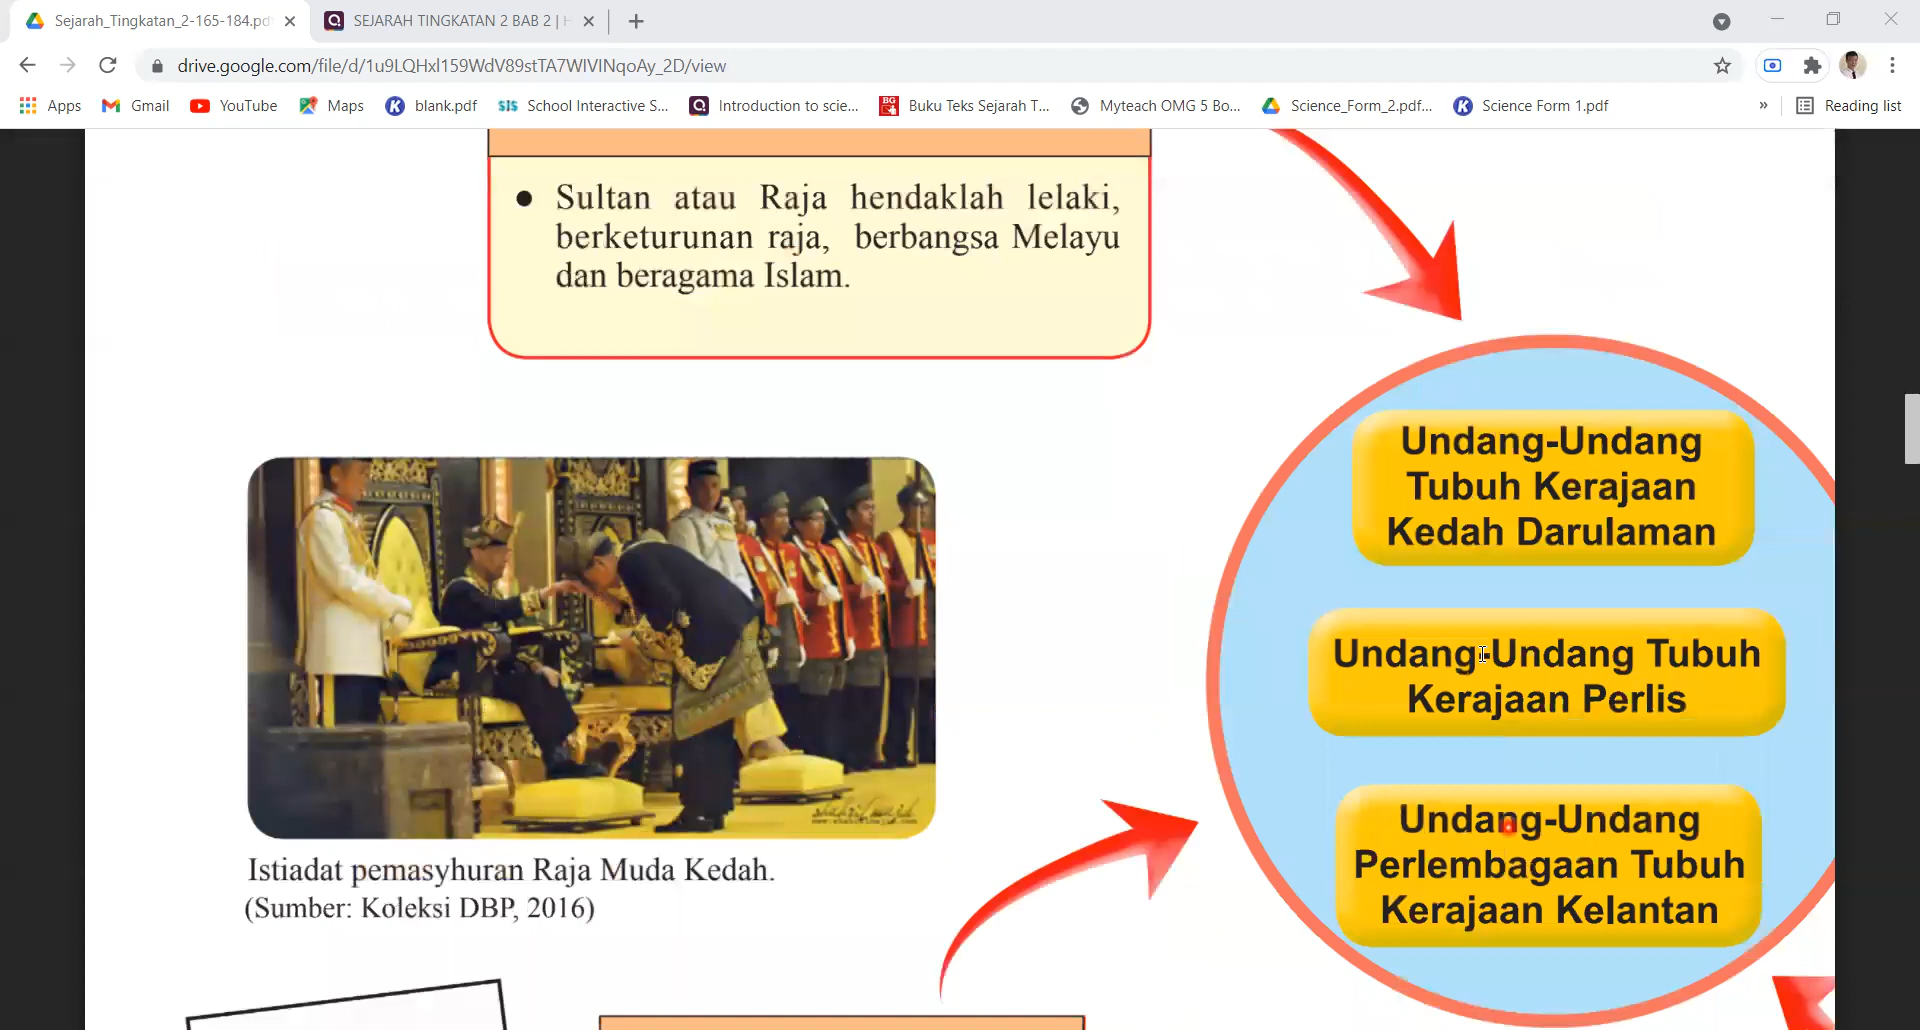 Sejarah_Tingkatan_2-165-184.pdf
SEJARAH TINGKATAN 2 BAB 2 |
drive.google.com/file/d/1u9LQHxl159WdV89stTA7WlVINqoAy_2D/view
Apps
Gmail
YouTube
Maps
blank.pdf
SIS School Interactive S...
Introduction to scie...
BG Buku Teks Sejarah T...
Myteach OMG 5 Bo...
Science_Form_2.pdf...
Science Form 1.pdf
»
Reading list
● Sultan atau Raja hendaklah lelaki,
berketurunan raja, berbangsa Melayu
dan beragama Islam.
Undang-Undang
Tubuh Kerajaan
Kedah Darulaman
Undang-Undang Tubuh
Kerajaan Perlis
Undang-Undang
Perlembagaan Tubuh
Kerajaan Kelantan
Istiadat pemasyhuran Raja Muda Kedah.
(Sumber: Koleksi DBP, 2016)